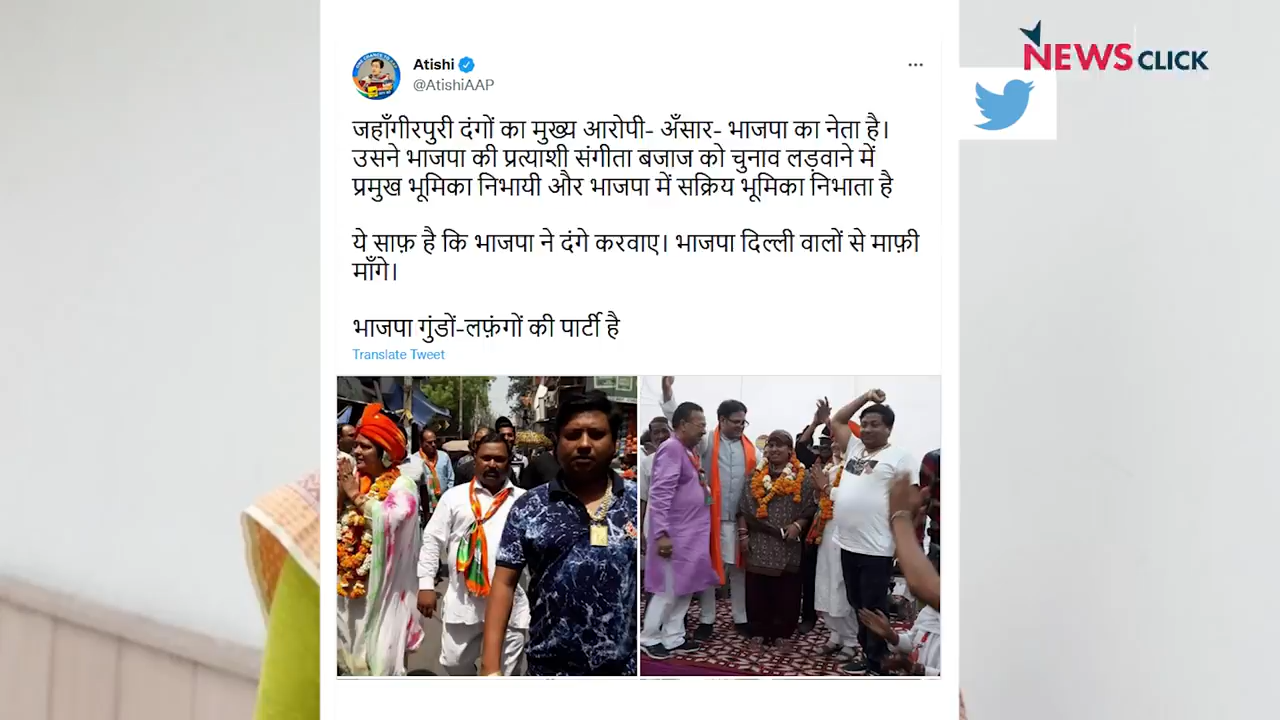 NEWSCLICK
Atishi
@AtishiAAP
जहाँगीरपुरी दंगों का मुख्य आरोपी- अँसार- भाजपा का नेता है।
उसने भाजपा की प्रत्याशी संगीता बजाज को चुनाव लड़वाने में
प्रमुख भूमिका निभायी और भाजपा में सक्रिय भूमिका निभाता है
ये साफ़ है कि भाजपा ने दंगे करवाए। भाजपा दिल्ली वालों से माफ़ी
माँगे।
भाजपा गुंडों-लफ़ंगों की पार्टी है
Translate Tweet